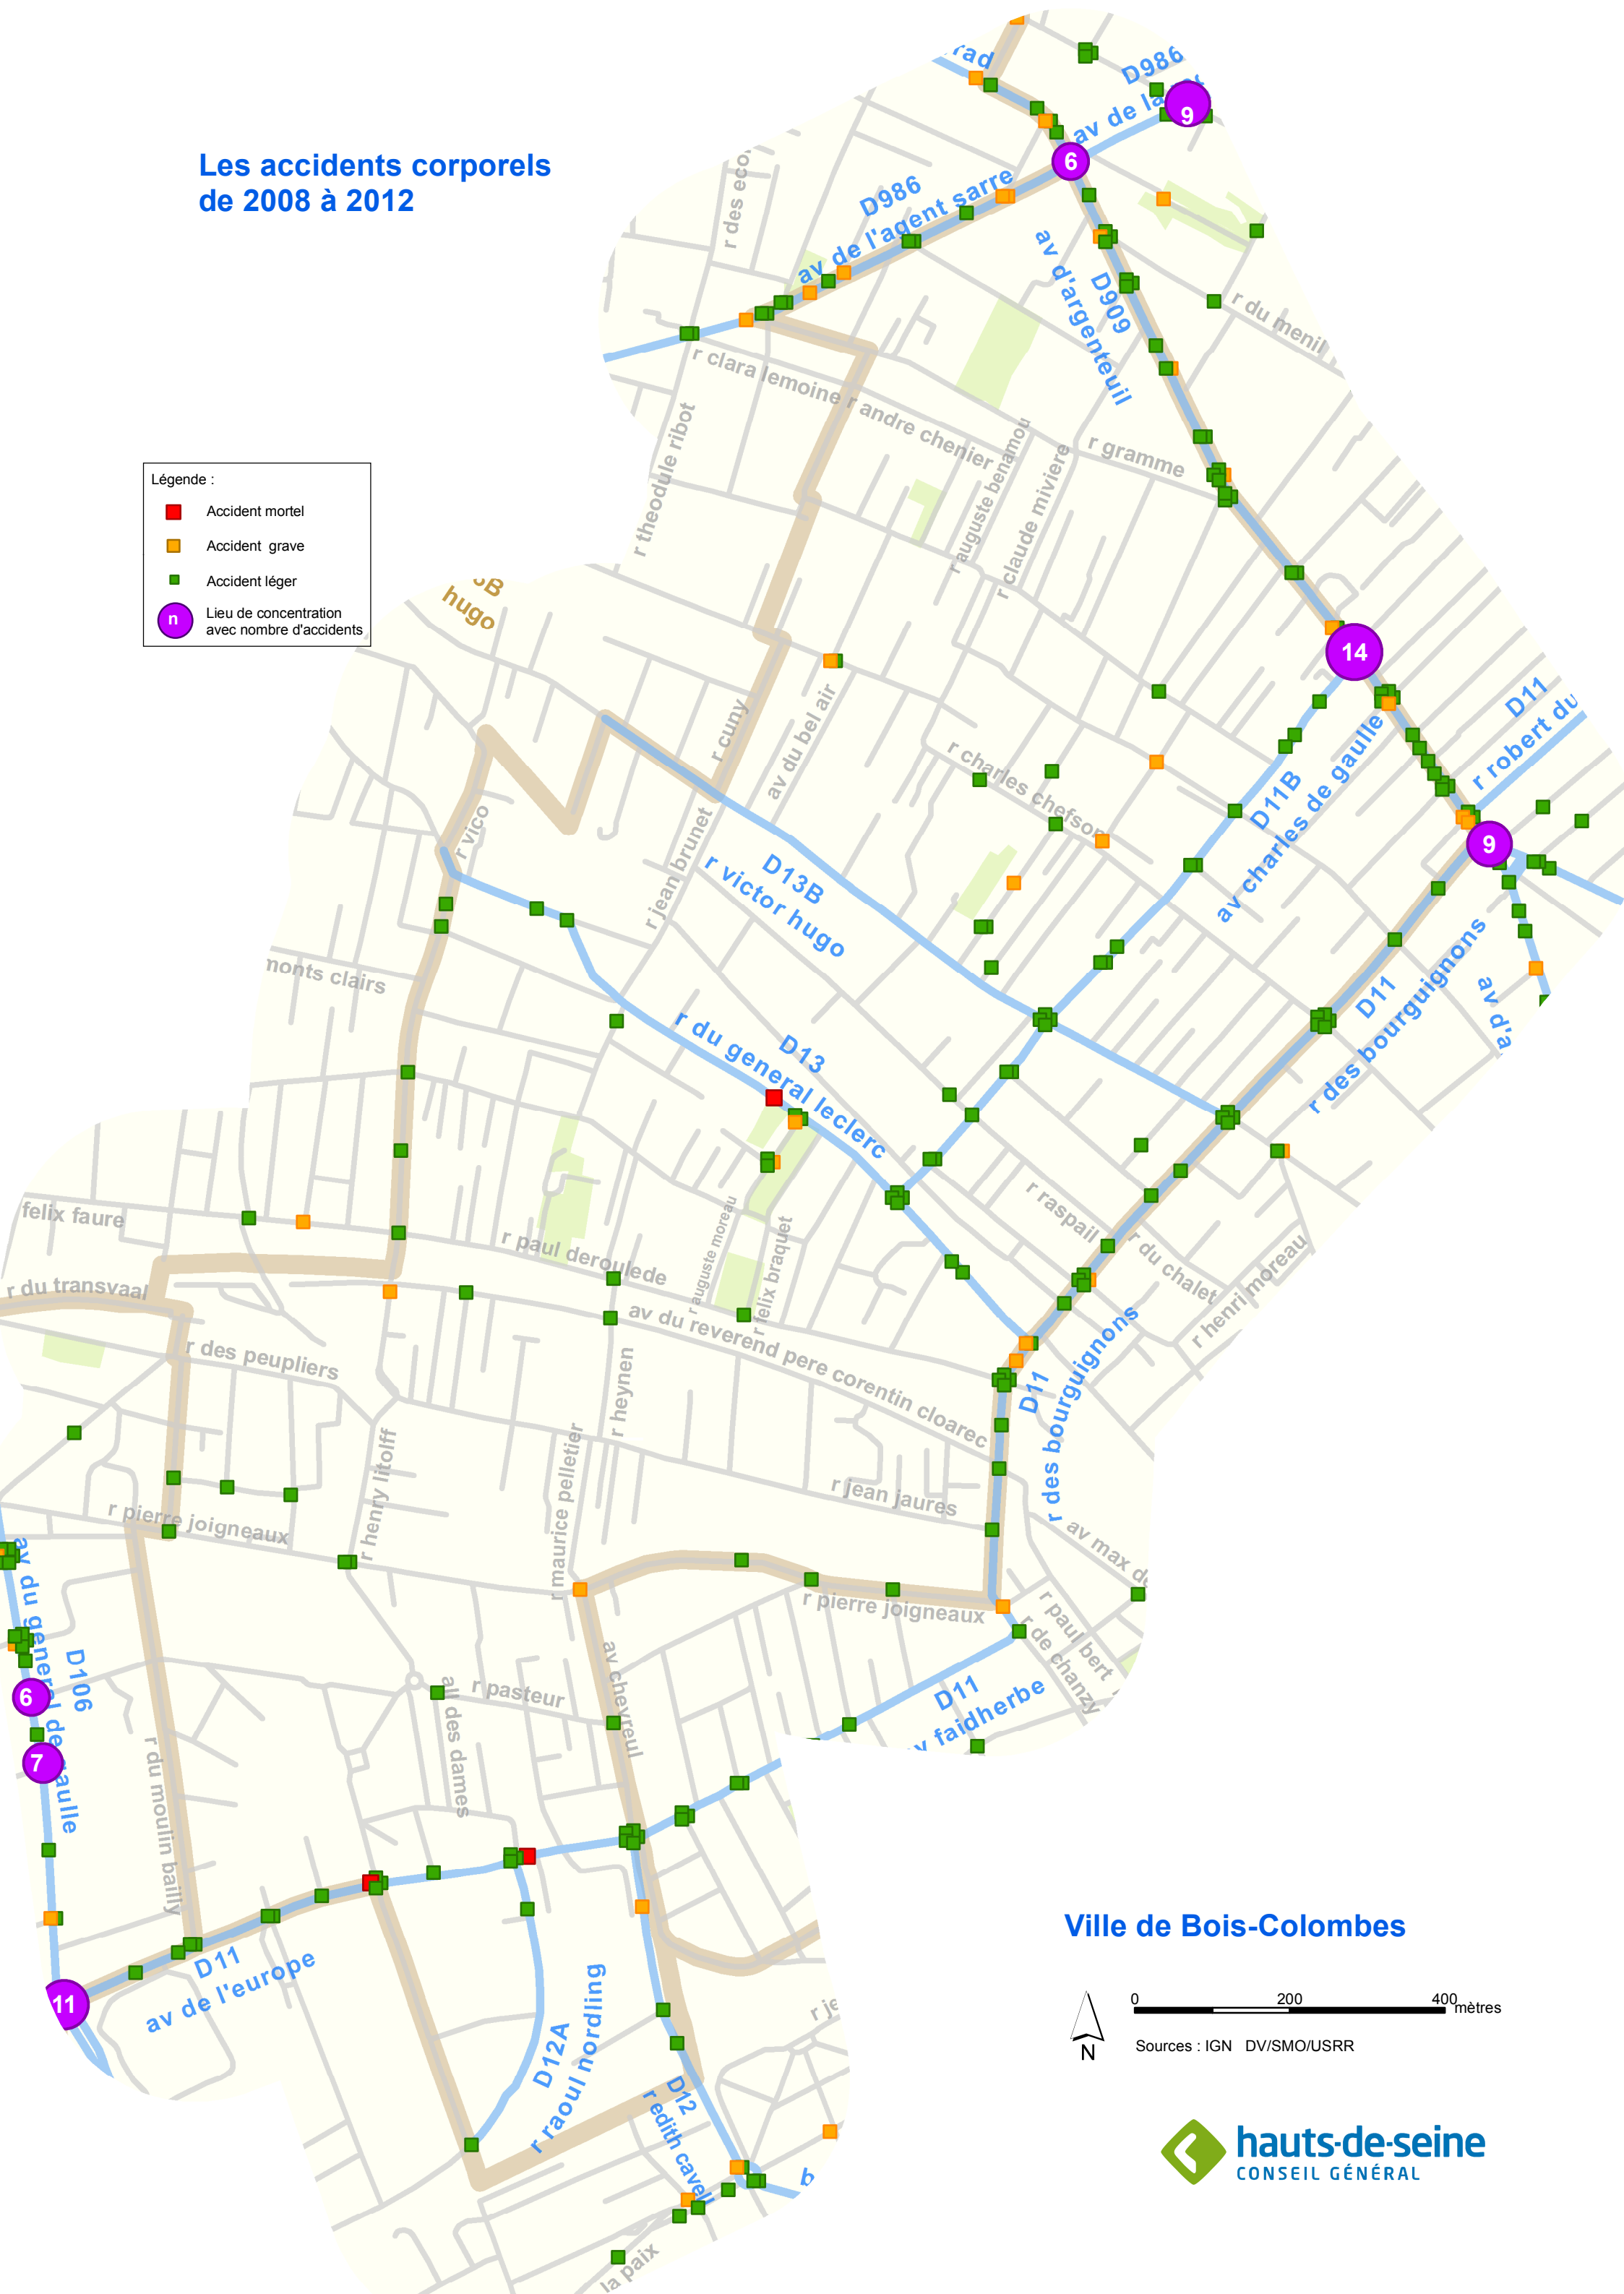 Les accidents corporels
de 2008 à 2012
Légende :
Accident mortel
Accident grave
Accident léger
n
Lieu de concentration
avec nombre d'accidents
D986
av de la
9
6
r des eco
D986
av de l'agent sarre
av d'argenteuil
D909
r du menil
r clara lemoine
r andre chenier
r theodule ribot
r auguste benamou
r claude miviere
r gramme
hugo
14
D11
r robert du
r cuny
av du bel air
r charles chefson
D11B
av charles de gaulle
9
r vico
r jean brunet
D13B
r victor hugo
monts clairs
D11
r des bourguignons
av d'a
D13
r du general leclerc
felix faure
r paul deroulede
r auguste moreau
r felix braquet
r raspail
r du chalet
r henri moreau
r du transvaal
r des peupliers
av du reverend pere corentin cloarec
r heynen
D11
r des bourguignons
r henry litolff
r maurice pelletier
r jean jaures
r pierre joigneaux
av max de
r pierre joigneaux
r paul bert
r de chanzy
av du general de gaulle
D106
6
7
r pasteur
all des dames
av chevreul
D11
faidherbe
r du moulin bailly
11
D11
av de l'europe
D12A
r raoul nordling
D12
r edith cavell
la paix
Ville de Bois-Colombes
0 200 400 mètres
N
Sources : IGN DV/SMO/USRR
hauts-de-seine
CONSEIL GÉNÉRAL